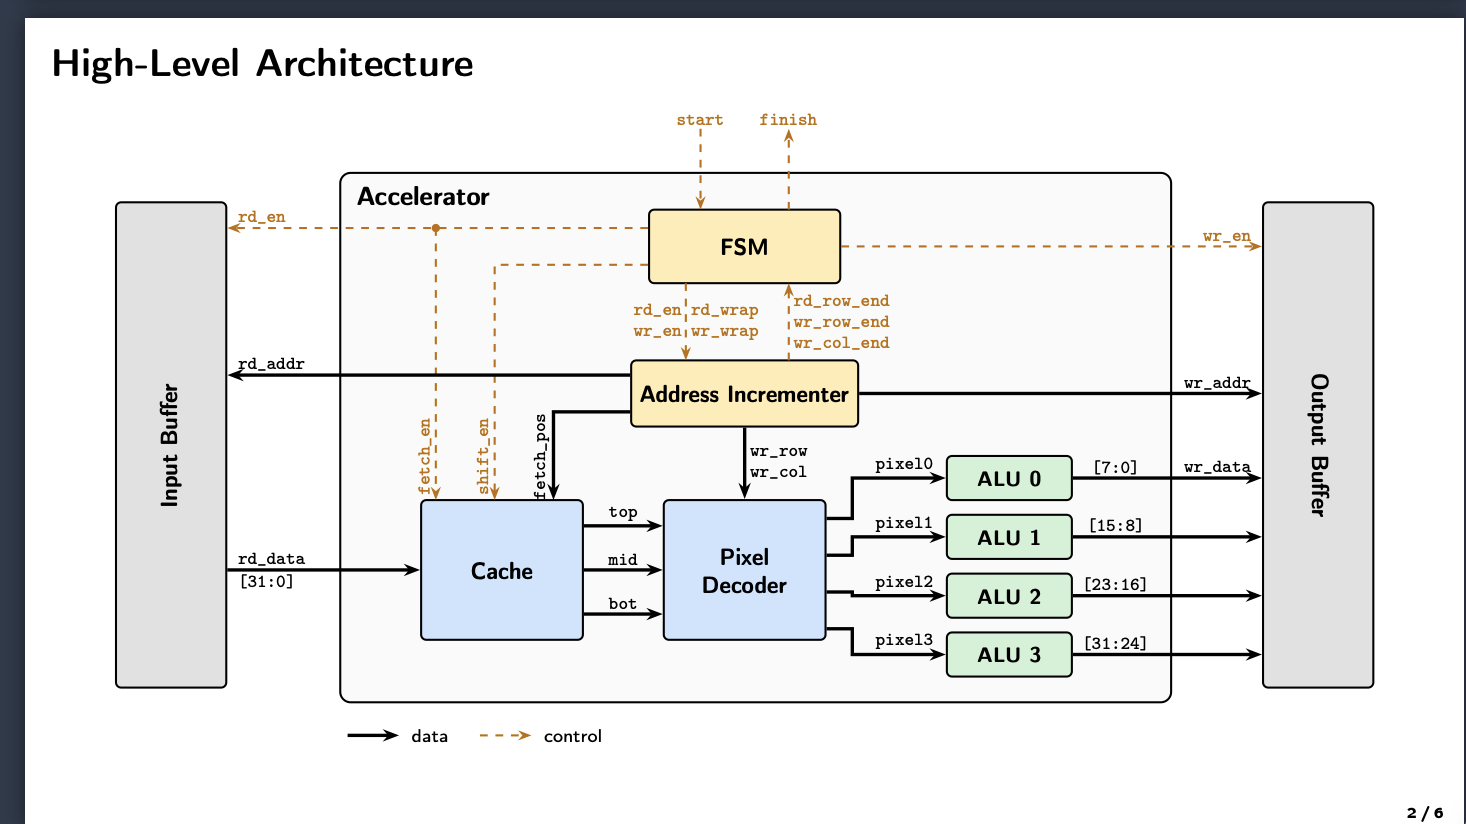 High-Level Architecture
start
finish
Accelerator
rd_en
FSM
wr_en
rd_en rd_wrap
wr_en wr_wrap
rd_row_end
wr_row_end
wr_col_end
rd_addr
Address Incrementer
wr_addr
Input Buffer
Output Buffer
fetch_en
shift_en
fetch_pos
wr_row
wr_col
pixel0
ALU 0
[7:0]
wr_data
top
pixel1
ALU 1
[15:8]
rd_data
[31:0]
Cache
mid
Pixel
Decoder
pixel2
ALU 2
[23:16]
bot
pixel3
ALU 3
[31:24]
data
control
2 / 6